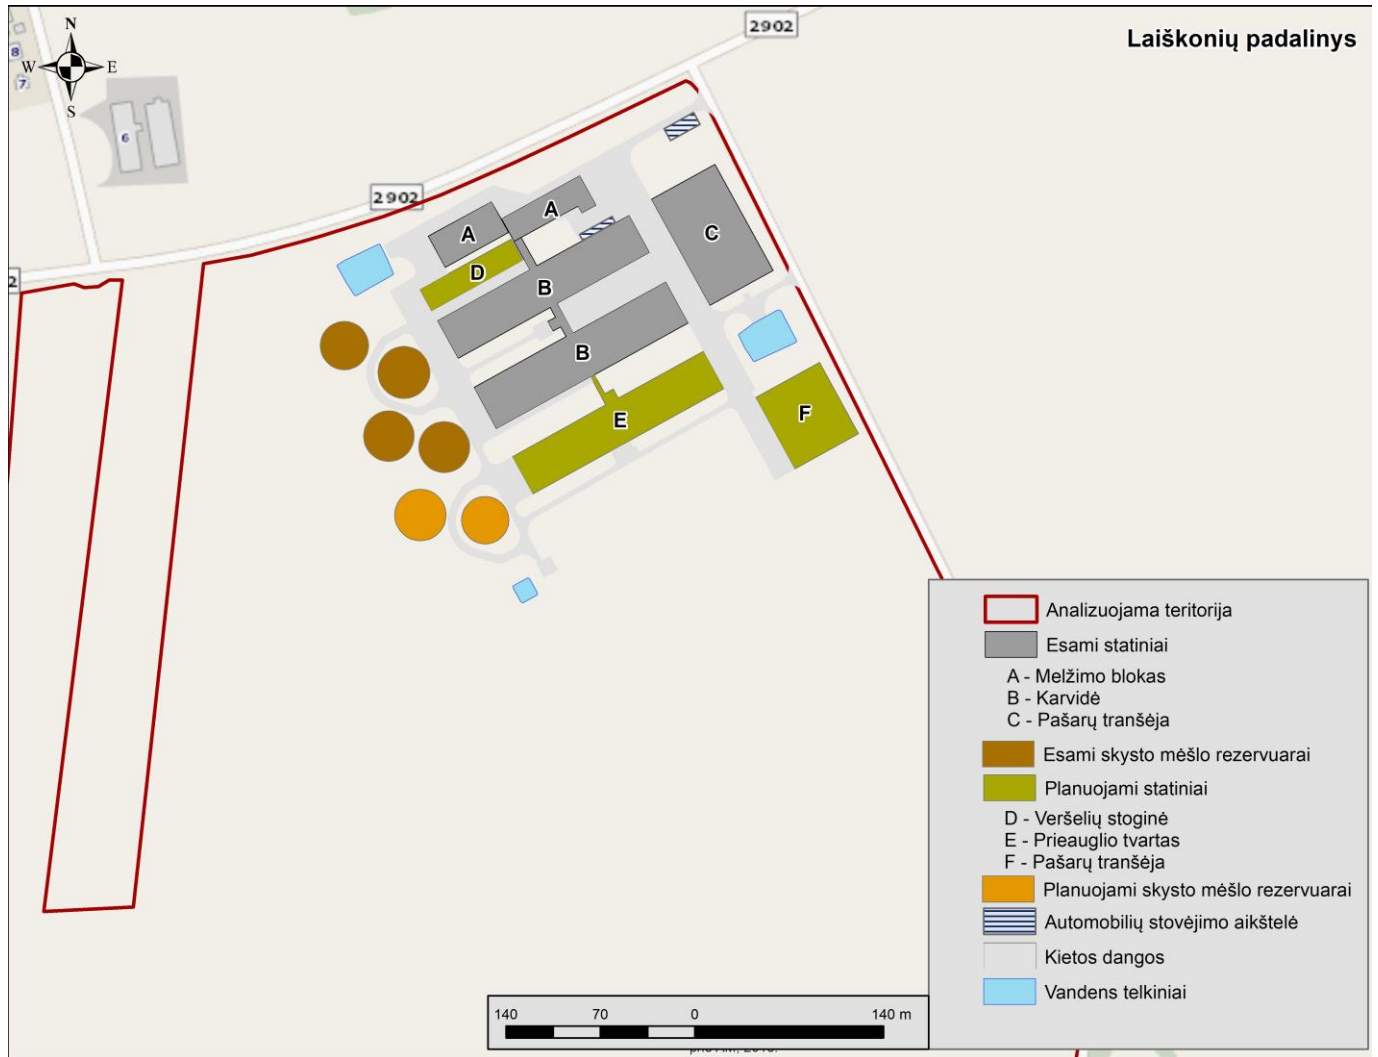 2902
Laiškonių padalinys
N
W
E
S
8
7
6
2902
A
A
C
D
B
2
B
E
F
Analizuojama teritorija
Esami statiniai
A - Melžimo blokas
B - Karvidė
C - Pašarų tranšėja
Esami skysto mėšlo rezervuarai
Planuojami statiniai
D - Veršelių stoginė
E - Prieauglio tvartas
F - Pašarų tranšėja
Planuojami skysto mėšlo rezervuarai
Automobilių stovėjimo aikštelė
Kietos dangos
Vandens telkiniai
140 70 0 140 m